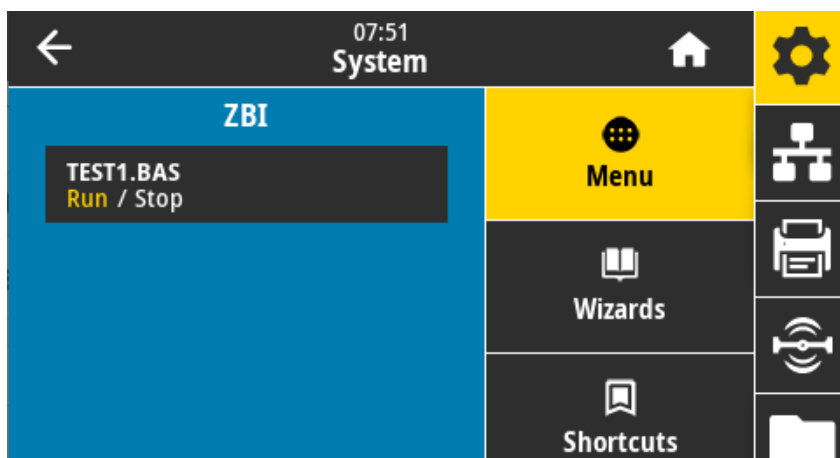 07:51
System
ZBI
TEST1.BAS
Run / Stop
Menu
Wizards
Shortcuts